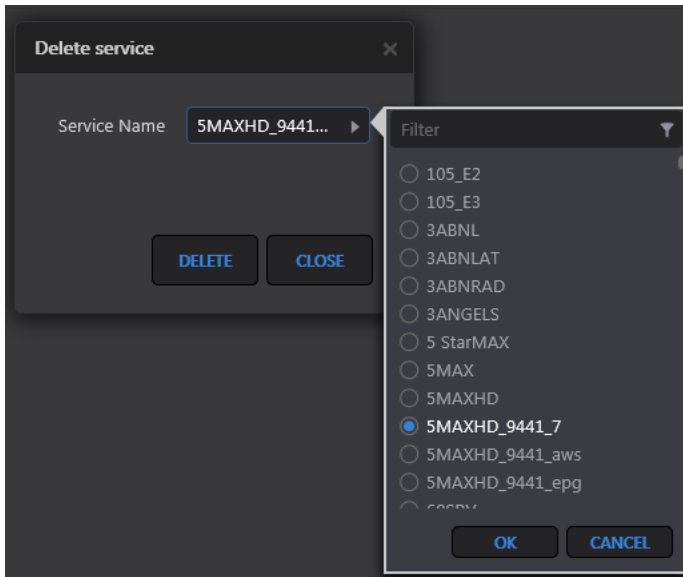 Delete service
Service Name
5MAXHD_9441...
DELETE
CLOSE
Filter
105_E2
105_E3
3ABNL
3ABNLAT
3ABNRAD
3ANGELS
5 StarMAX
5MAX
5MAXHD
5MAXHD_9441_7
5MAXHD_9441_aws
5MAXHD_9441_epg
OK
CANCEL